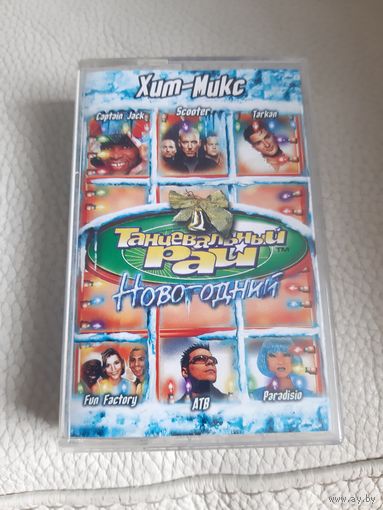 Хит-Микс
Captain Jack Scooter Tarkan
Танцевальный
Рай TM
Новогодний
Fun Factory ATB Paradisio
www.ay.by